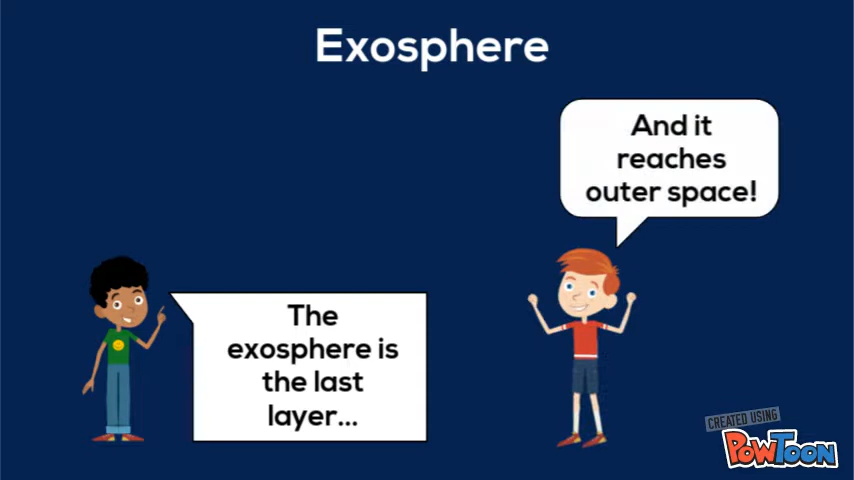 Exosphere
And it
reaches
outer space!
The
exosphere is
the last
layer...
CREATED USING
POWTOON